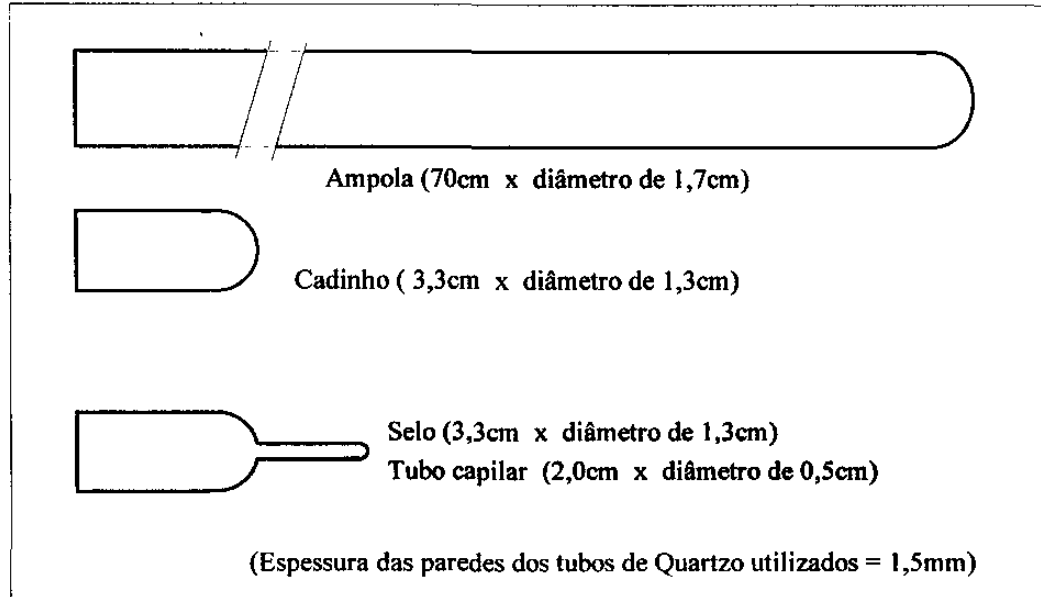 Ampola (70cm x diâmetro de 1,7cm)
Cadinho ( 3,3cm x diâmetro de 1,3cm)
Selo (3,3cm x diâmetro de 1,3cm)
Tubo capilar (2,0cm x diâmetro de 0,5cm)
(Espessura das paredes dos tubos de Quartzo utilizados = 1,5mm)